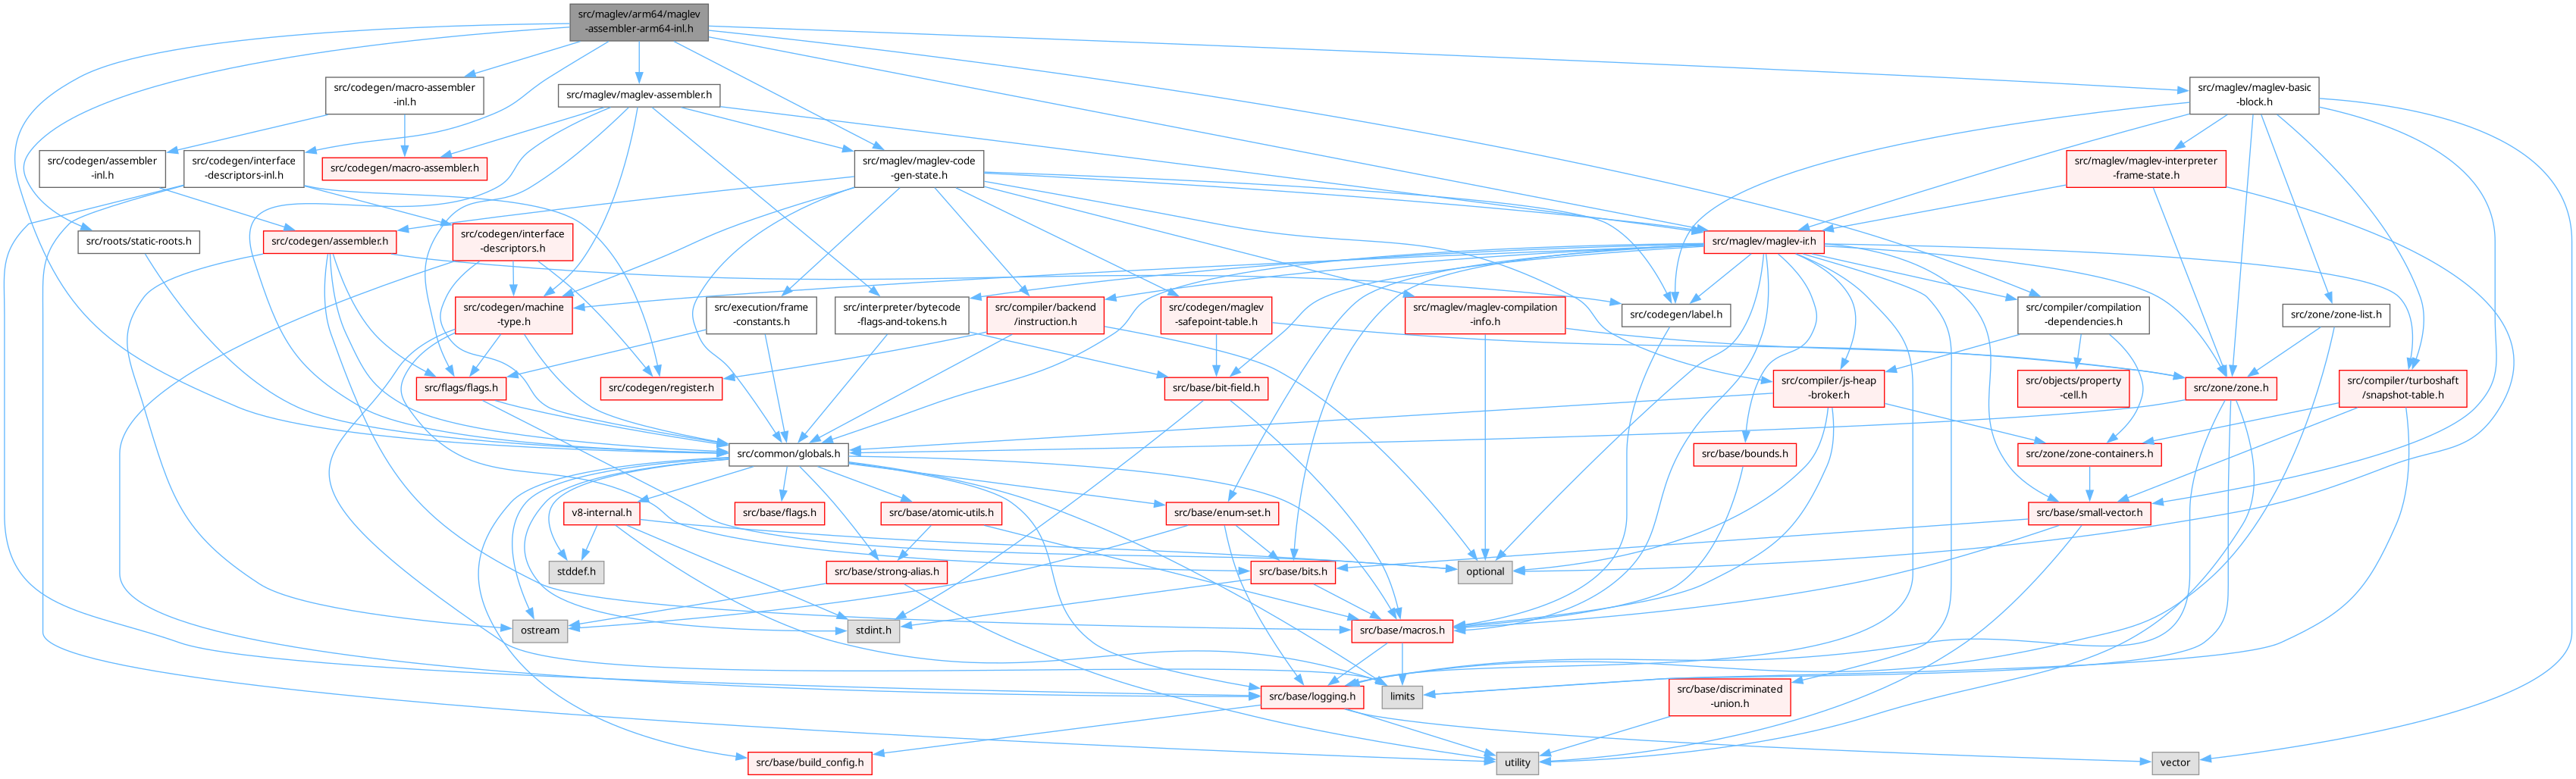 src/maglev/arm64/maglev
-assembler-arm64-inl.h
src/codegen/macro-assembler
-inl.h
src/maglev/maglev-assembler.h
src/maglev/maglev-basic
-block.h
src/codegen/assembler
-inl.h
src/codegen/interface
-descriptors-inl.h
src/codegen/macro-assembler.h
src/maglev/maglev-code
-gen-state.h
src/maglev/maglev-interpreter
-frame-state.h
src/roots/static-roots.h
src/codegen/assembler.h
src/codegen/interface
-descriptors.h
src/maglev/maglev-ir.h
src/codegen/machine
-type.h
src/execution/frame
-constants.h
src/interpreter/bytecode
-flags-and-tokens.h
src/compiler/backend
/instruction.h
src/codegen/maglev
-safepoint-table.h
src/maglev/maglev-compilation
-info.h
src/codegen/label.h
src/compiler/compilation
-dependencies.h
src/zone/zone-list.h
src/flags/flags.h
src/codegen/register.h
src/base/bit-field.h
src/compiler/js-heap
-broker.h
src/objects/property
-cell.h
src/zone/zone.h
src/compiler/turboshaft
/snapshot-table.h
src/common/globals.h
src/base/bounds.h
src/zone/zone-containers.h
v8-internal.h
src/base/flags.h
src/base/atomic-utils.h
src/base/enum-set.h
src/base/small-vector.h
stddef.h
src/base/strong-alias.h
src/base/bits.h
optional
ostream
stdint.h
src/base/macros.h
src/base/logging.h
limits
src/base/discriminated
-union.h
src/base/build_config.h
utility
vector